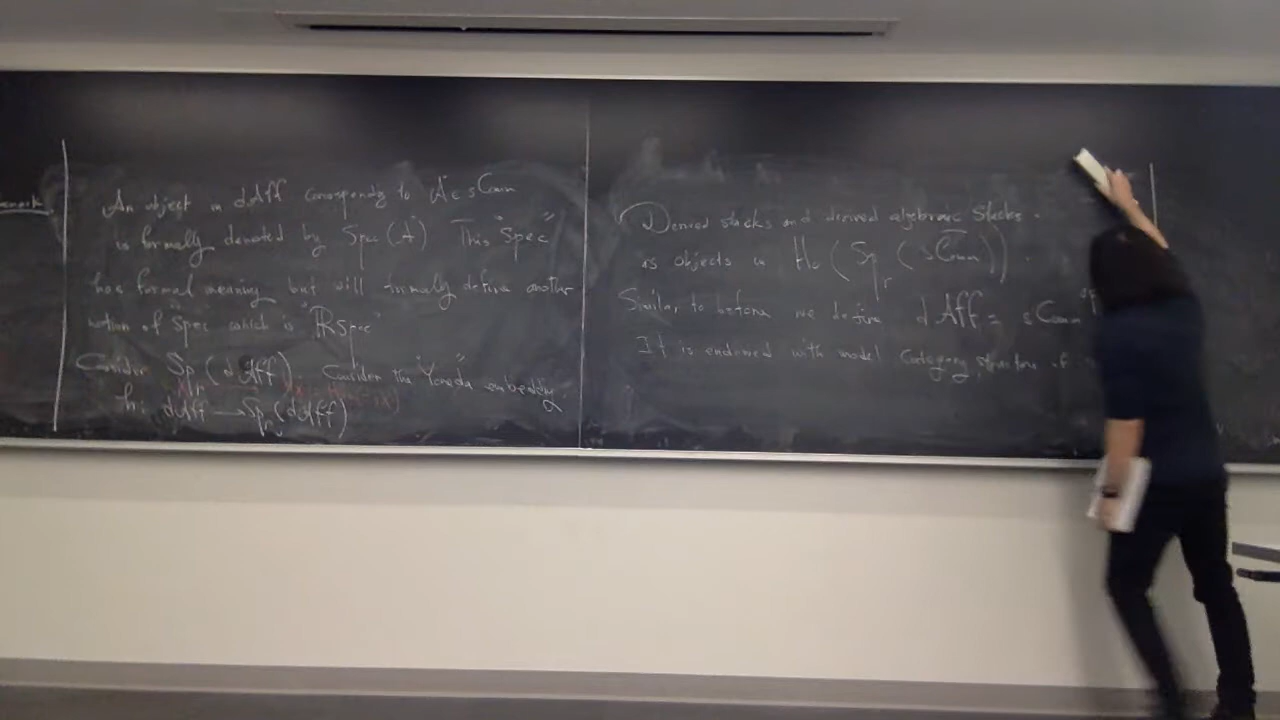 An object in dAff corresponds to A ∈ sComm
is formally denoted by Spec(A) This "Spec"
has formal meaning but will formally define another
notion of "Spec" which is "RSpec"
Consider SPr(dAff). Consider the "Yoneda" embedding
h: dAff → SPr(dAff)
Derived stacks and derived algebraic stacks.
as objects in Ho(SPr(sComm)).
Similar to before we define dAff = sComm
It is endowed with model Category structure of